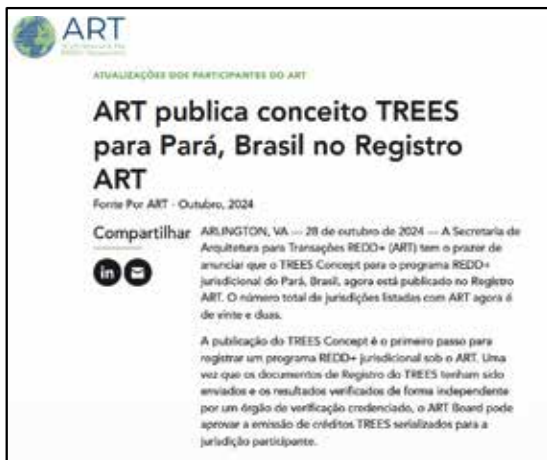 ART
ATUALIZAÇÕES DOS PARTICIPANTES DO ART
ART publica conceito TREES
para Pará, Brasil no Registro
ART
Fonte Por ART - Outubro, 2024
Compartilhar
ARLINGTON, VA — 28 de outubro de 2024 — A Secretaria de
Arquitetura para Transações REDD+ (ART) tem o prazer de
anunciar que o TREES Concept para o programa REDD+
jurisdicional do Pará, Brasil, agora está publicado no Registro
ART. O número total de jurisdições listadas com ART agora é
de vinte e duas.
A publicação do TREES Concept é o primeiro passo para
registrar um programa REDD+ jurisdicional sob o ART. Uma
vez que os documentos de Registro do TREES tenham sido
enviados e os resultados verificados de forma independente
por um órgão de verificação credenciado, o ART Board pode
aprovar a emissão de créditos TREES serializados para a
jurisdição participante.